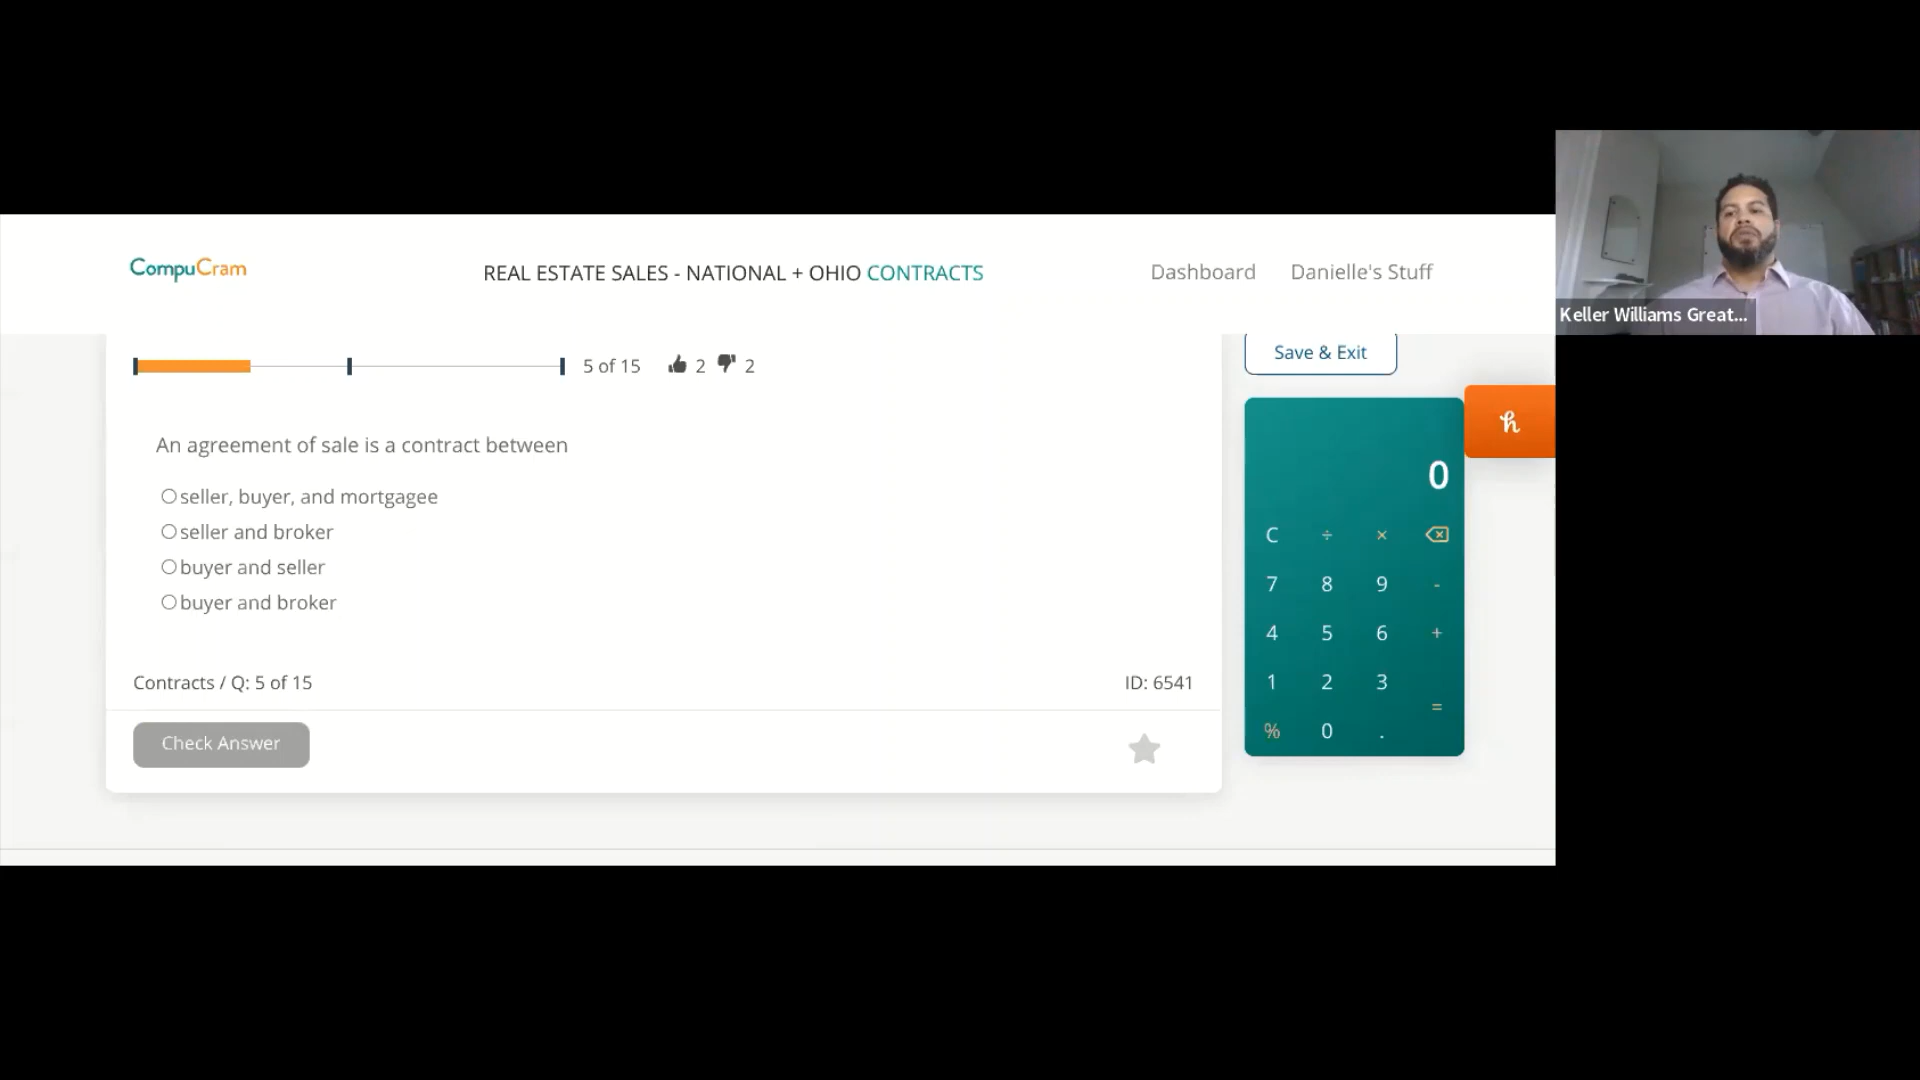 CompuCram
REAL ESTATE SALES - NATIONAL + OHIO CONTRACTS
Dashboard
Danielle's Stuff
Keller Williams Great...
5 of 15
2
2
Save & Exit
An agreement of sale is a contract between
seller, buyer, and mortgagee
seller and broker
buyer and seller
buyer and broker
Contracts / Q: 5 of 15
ID: 6541
Check Answer
h
0
C ÷ ×
7 8 9 -
4 5 6 +
1 2 3
=
% 0 .